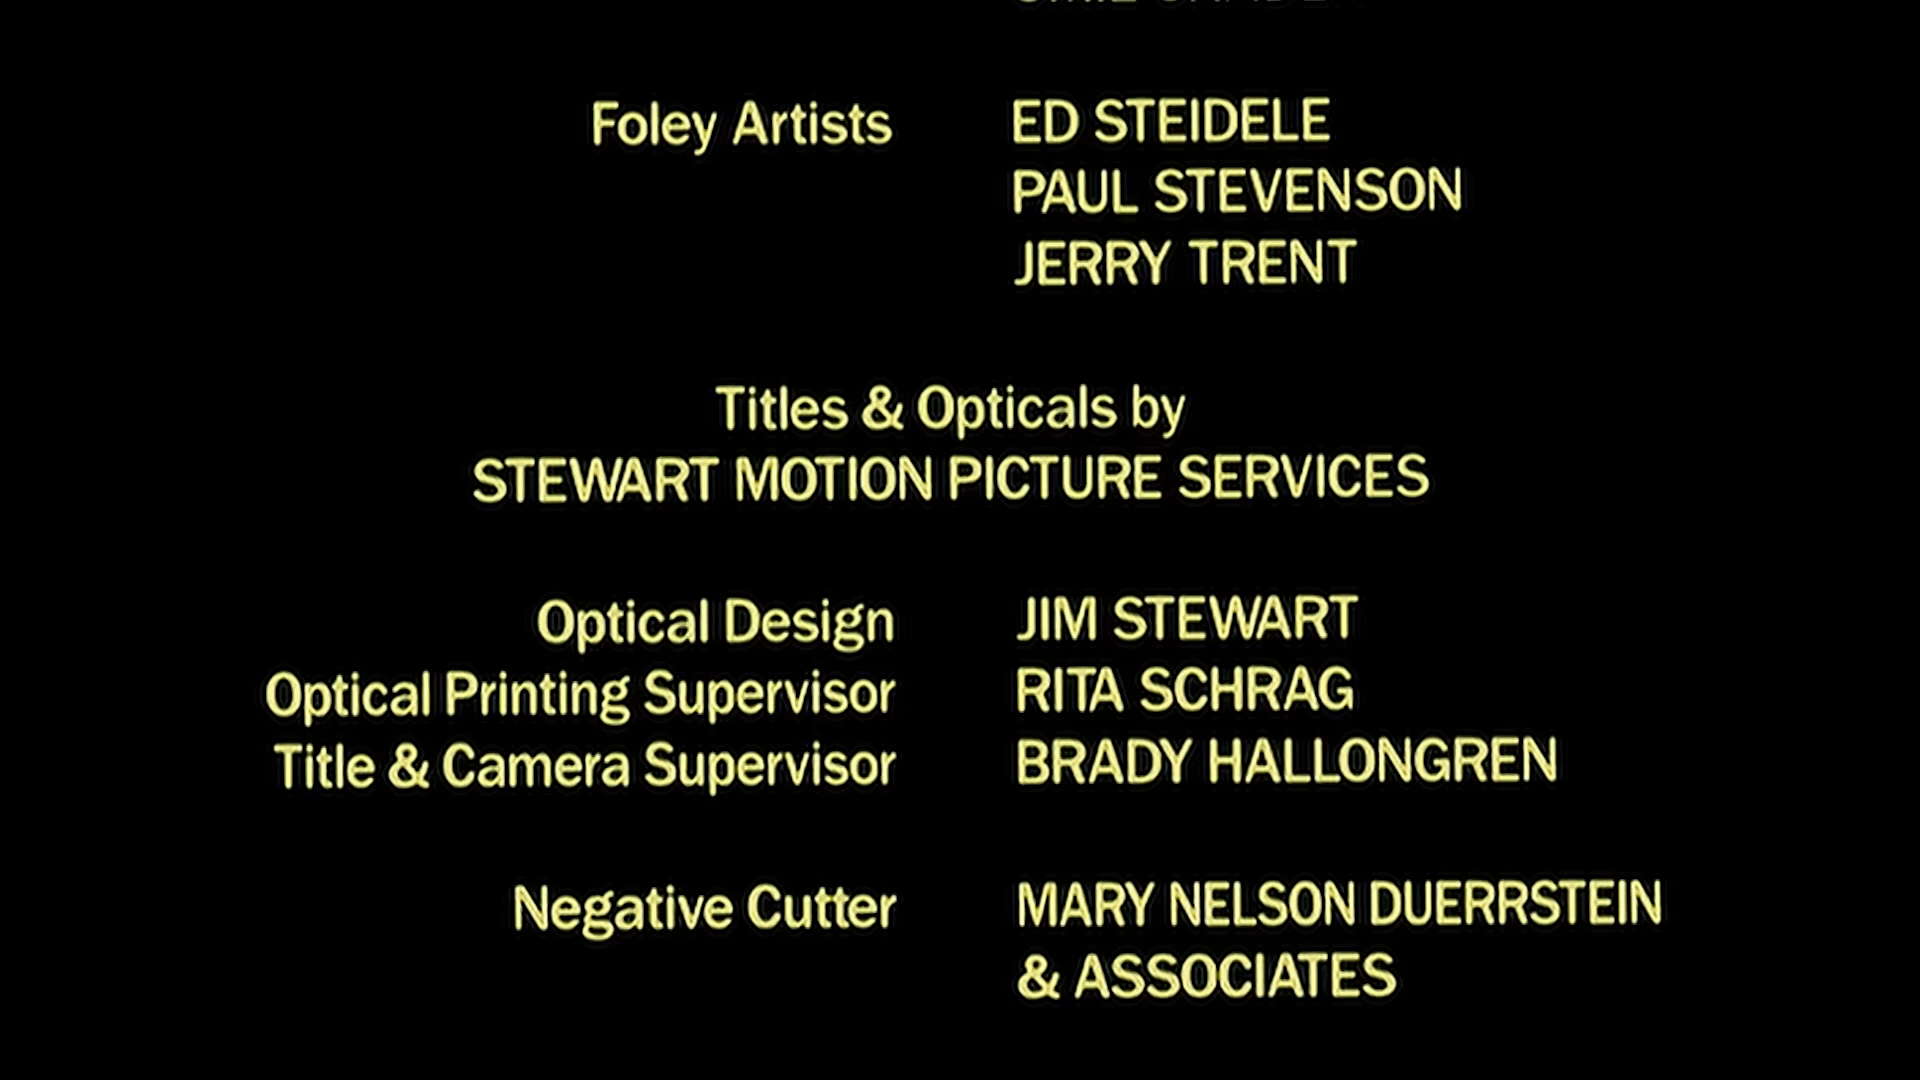 Foley Artists ED STEIDELE
PAUL STEVENSON
JERRY TRENT
Titles & Opticals by
STEWART MOTION PICTURE SERVICES
Optical Design JIM STEWART
Optical Printing Supervisor RITA SCHRAG
Title & Camera Supervisor BRADY HALLONGREN
Negative Cutter MARY NELSON DUERRSTEIN
& ASSOCIATES